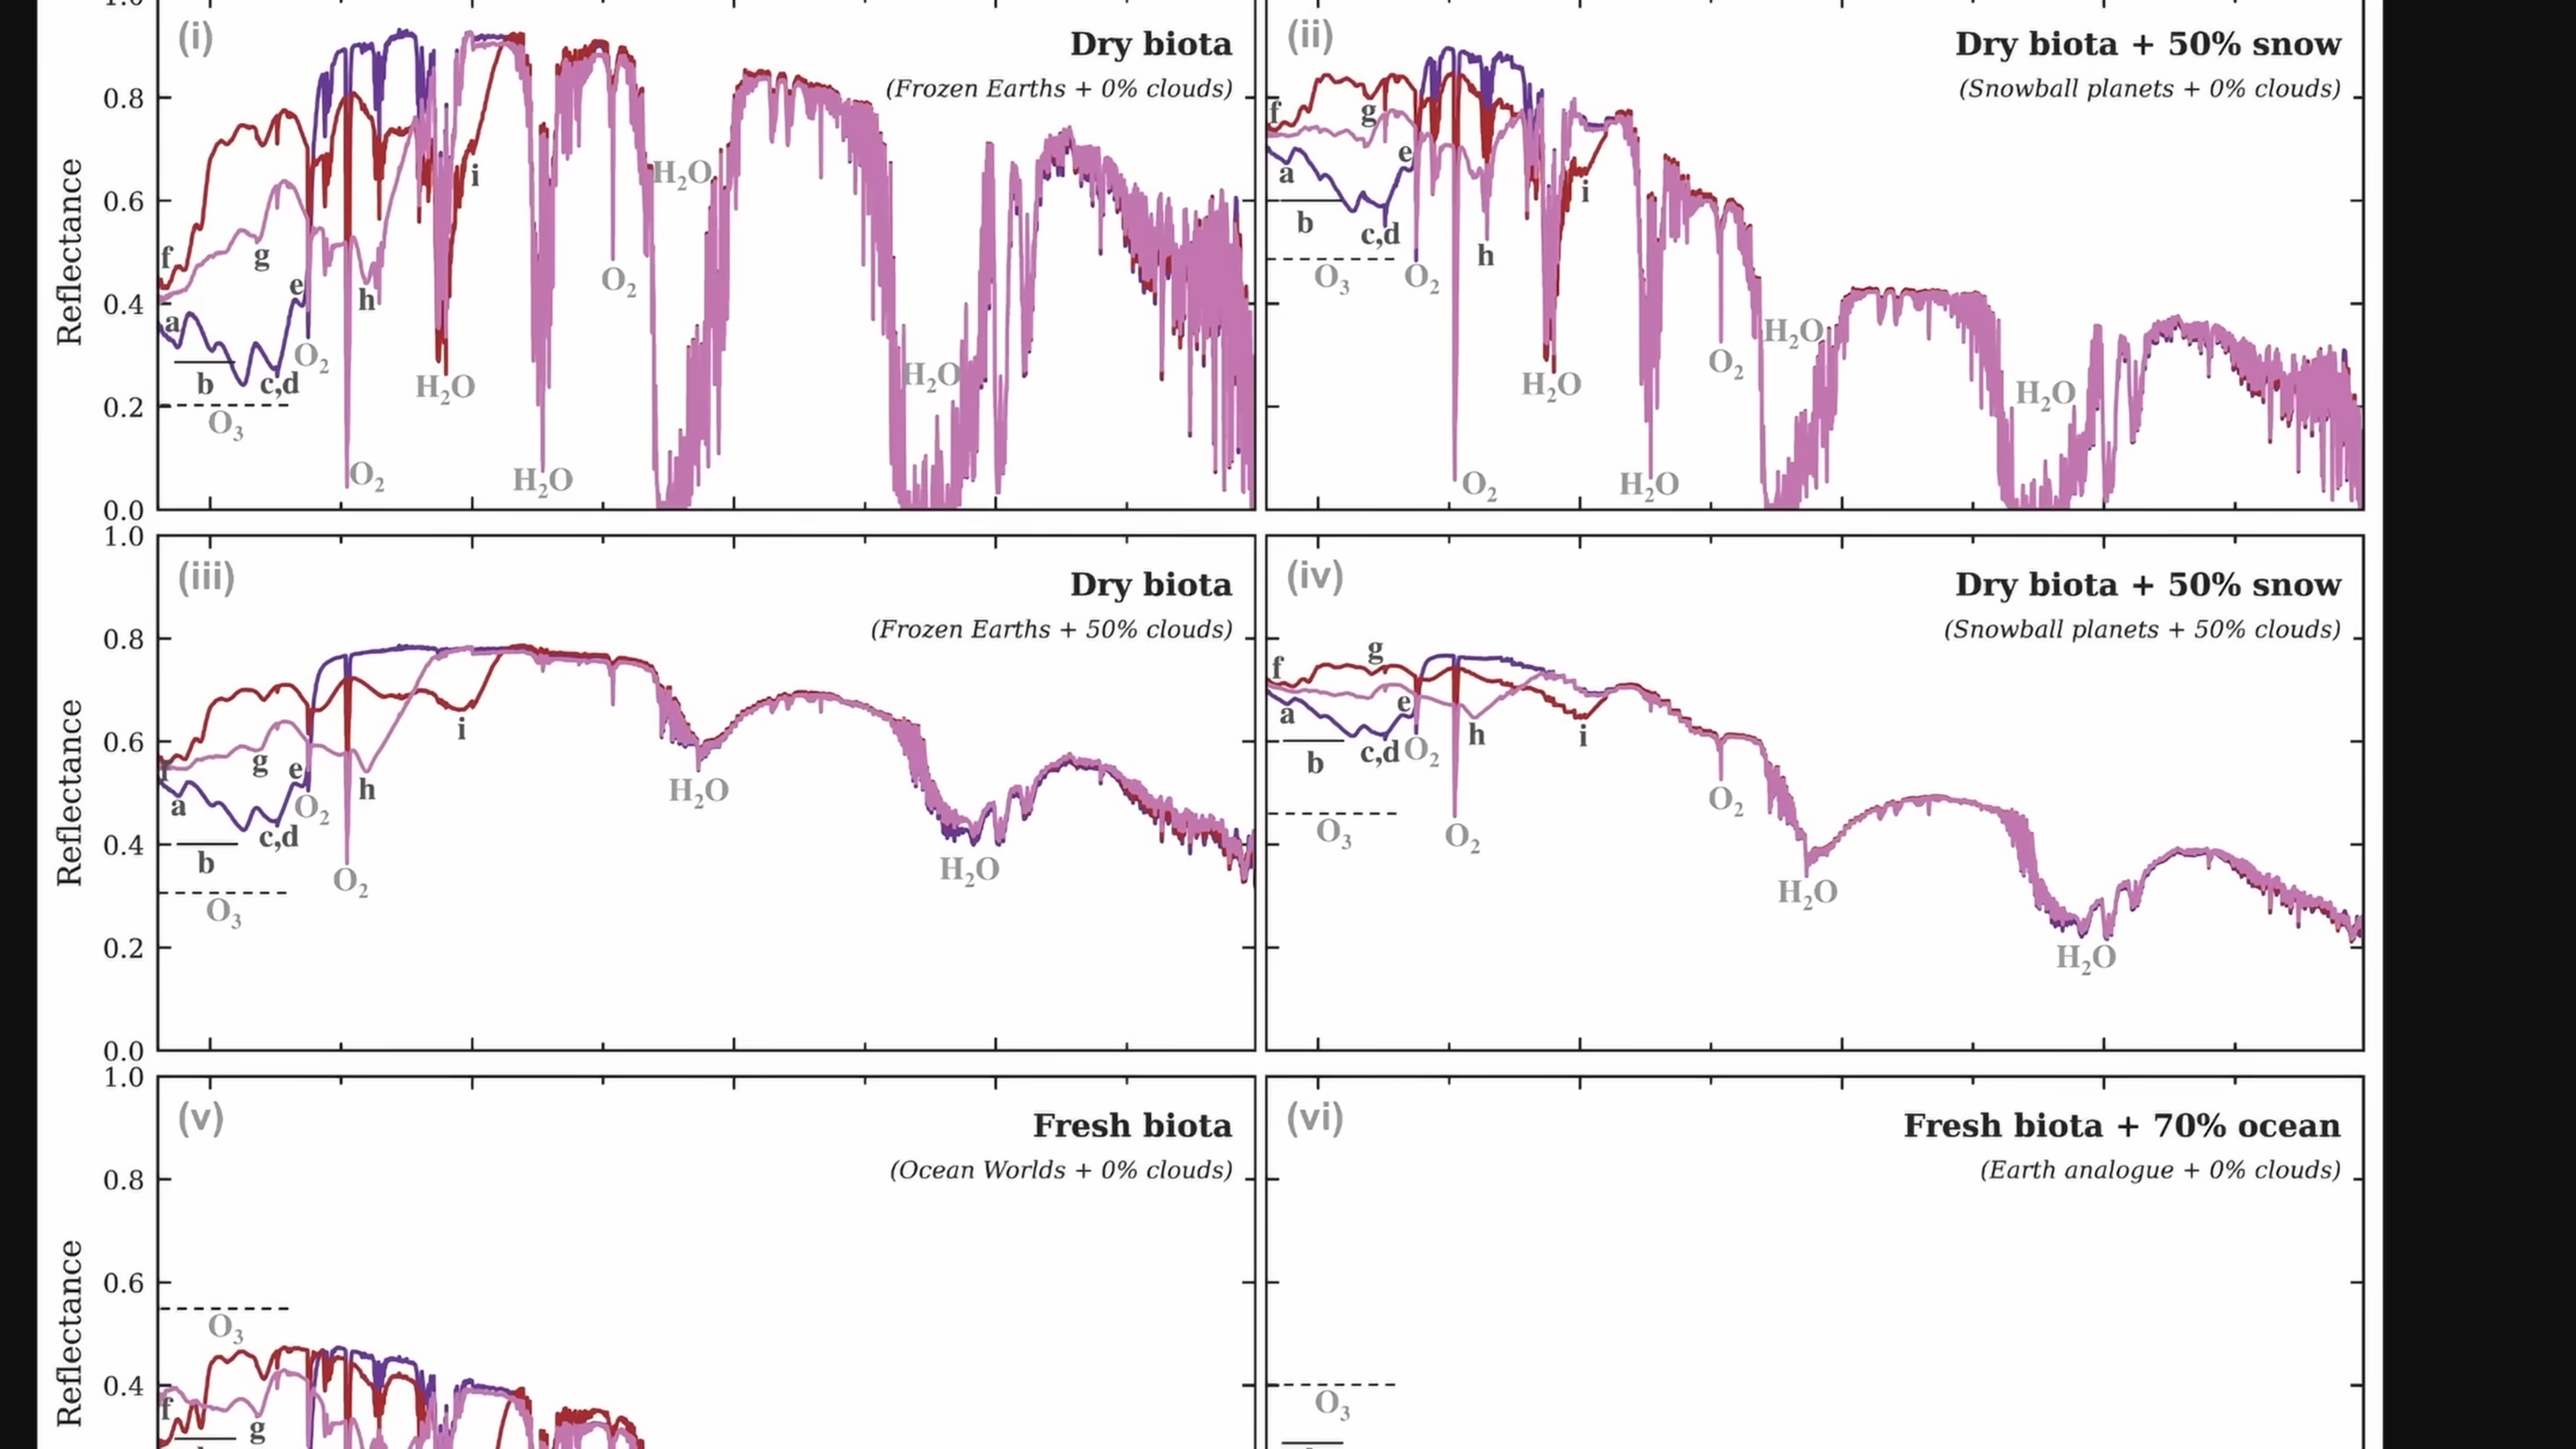 1.0
(i)
Dry biota
(Frozen Earths + 0% clouds)
0.8
0.6
0.4
0.2
0.0
Reflectance
f
g
e
a
b
c,d
O2
O3
O2
h
H2O
i
H2O
O2
H2O
H2O
(ii)
Dry biota + 50% snow
(Snowball planets + 0% clouds)
f
g
e
a
b
c,d
O3
O2
O2
h
H2O
i
H2O
O2
H2O
H2O
(iii)
Dry biota
(Frozen Earths + 50% clouds)
1.0
0.8
0.6
0.4
0.2
0.0
Reflectance
f
g
e
a
b
c,d
O2
O3
O2
h
i
H2O
H2O
(iv)
Dry biota + 50% snow
(Snowball planets + 50% clouds)
f
g
e
a
b
c,d
O2
O3
O2
h
i
O2
H2O
H2O
(v)
Fresh biota
(Ocean Worlds + 0% clouds)
1.0
0.8
0.6
0.4
Reflectance
O3
f
g
(vi)
Fresh biota + 70% ocean
(Earth analogue + 0% clouds)
O3